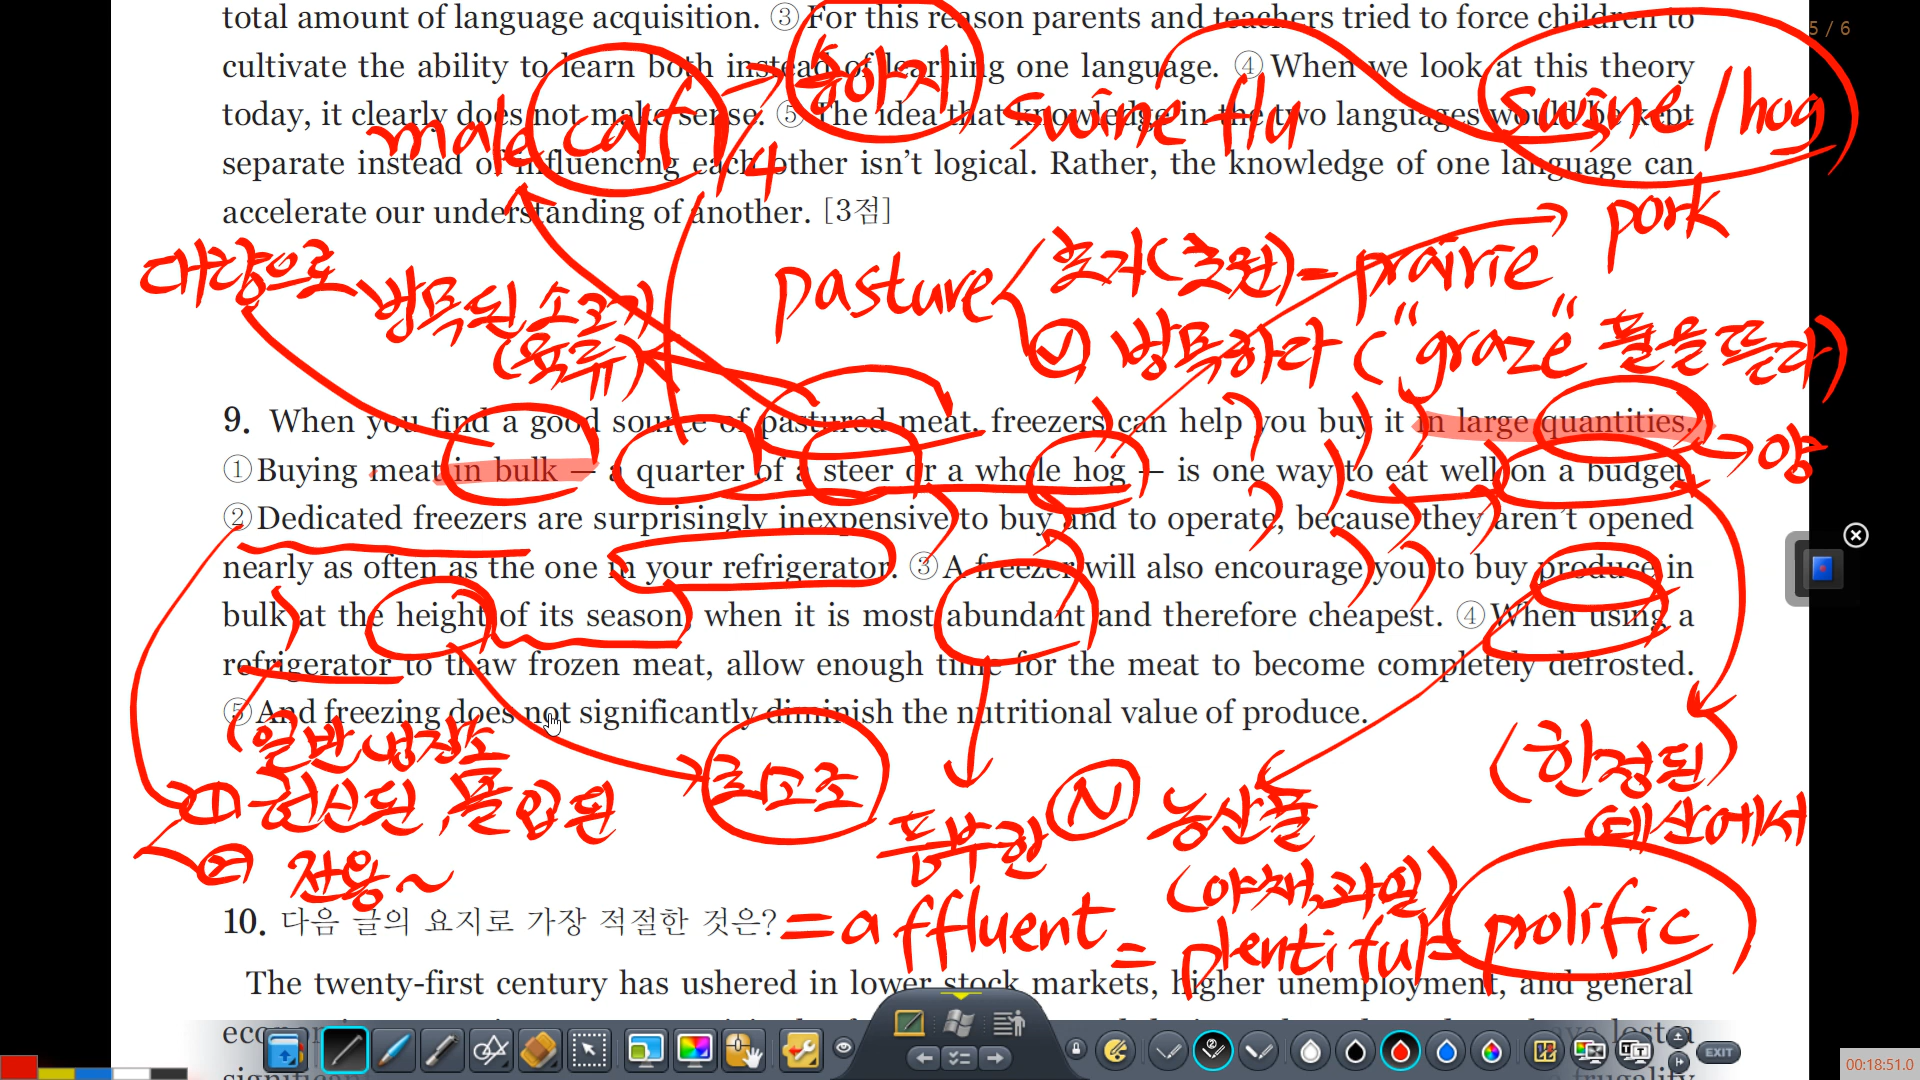 total amount of language acquisition. ③ For this reason parents and teachers tried to force children to
cultivate the ability to learn both instead of learning one language. ④ When we look at this theory
today, it clearly does not make sense. ⑤ The idea that knowledge in the two languages would be kept
separate instead of influencing each other isn't logical. Rather, the knowledge of one language can
accelerate our understanding of another. [3점]
5 / 6
male calf → 송아지
1/4
swine flu
swine / hog
pork
대량으로
방목된 소고기
(육류)
pasture
초지(초원) = prairie
ⓥ 방목하다 ("graze" 풀을 뜯다)
9. When you find a good source of pastured meat, freezers can help you buy it in large quantities.
→ 양
① Buying meat in bulk — a quarter of a steer or a whole hog — is one way to eat well on a budget.
② Dedicated freezers are surprisingly inexpensive to buy and to operate, because they aren't opened
nearly as often as the one in your refrigerator. ③ A freezer will also encourage you to buy produce in
bulk at the height of its season, when it is most abundant and therefore cheapest. ④ When using a
refrigerator to thaw frozen meat, allow enough time for the meat to become completely defrosted.
⑤ And freezing does not significantly diminish the nutritional value of produce.
(일반 냉장소
① 헌신된, 몰입된
② 전용~
최고조
풍부한
Ⓝ 농산물
(야채, 과일)
(한정된)
예산에서
= affluent = plentiful = prolific
10. 다음 글의 요지로 가장 적절한 것은?
The twenty-first century has ushered in lower stock markets, higher unemployment, and general
EXIT
00:18:51.0